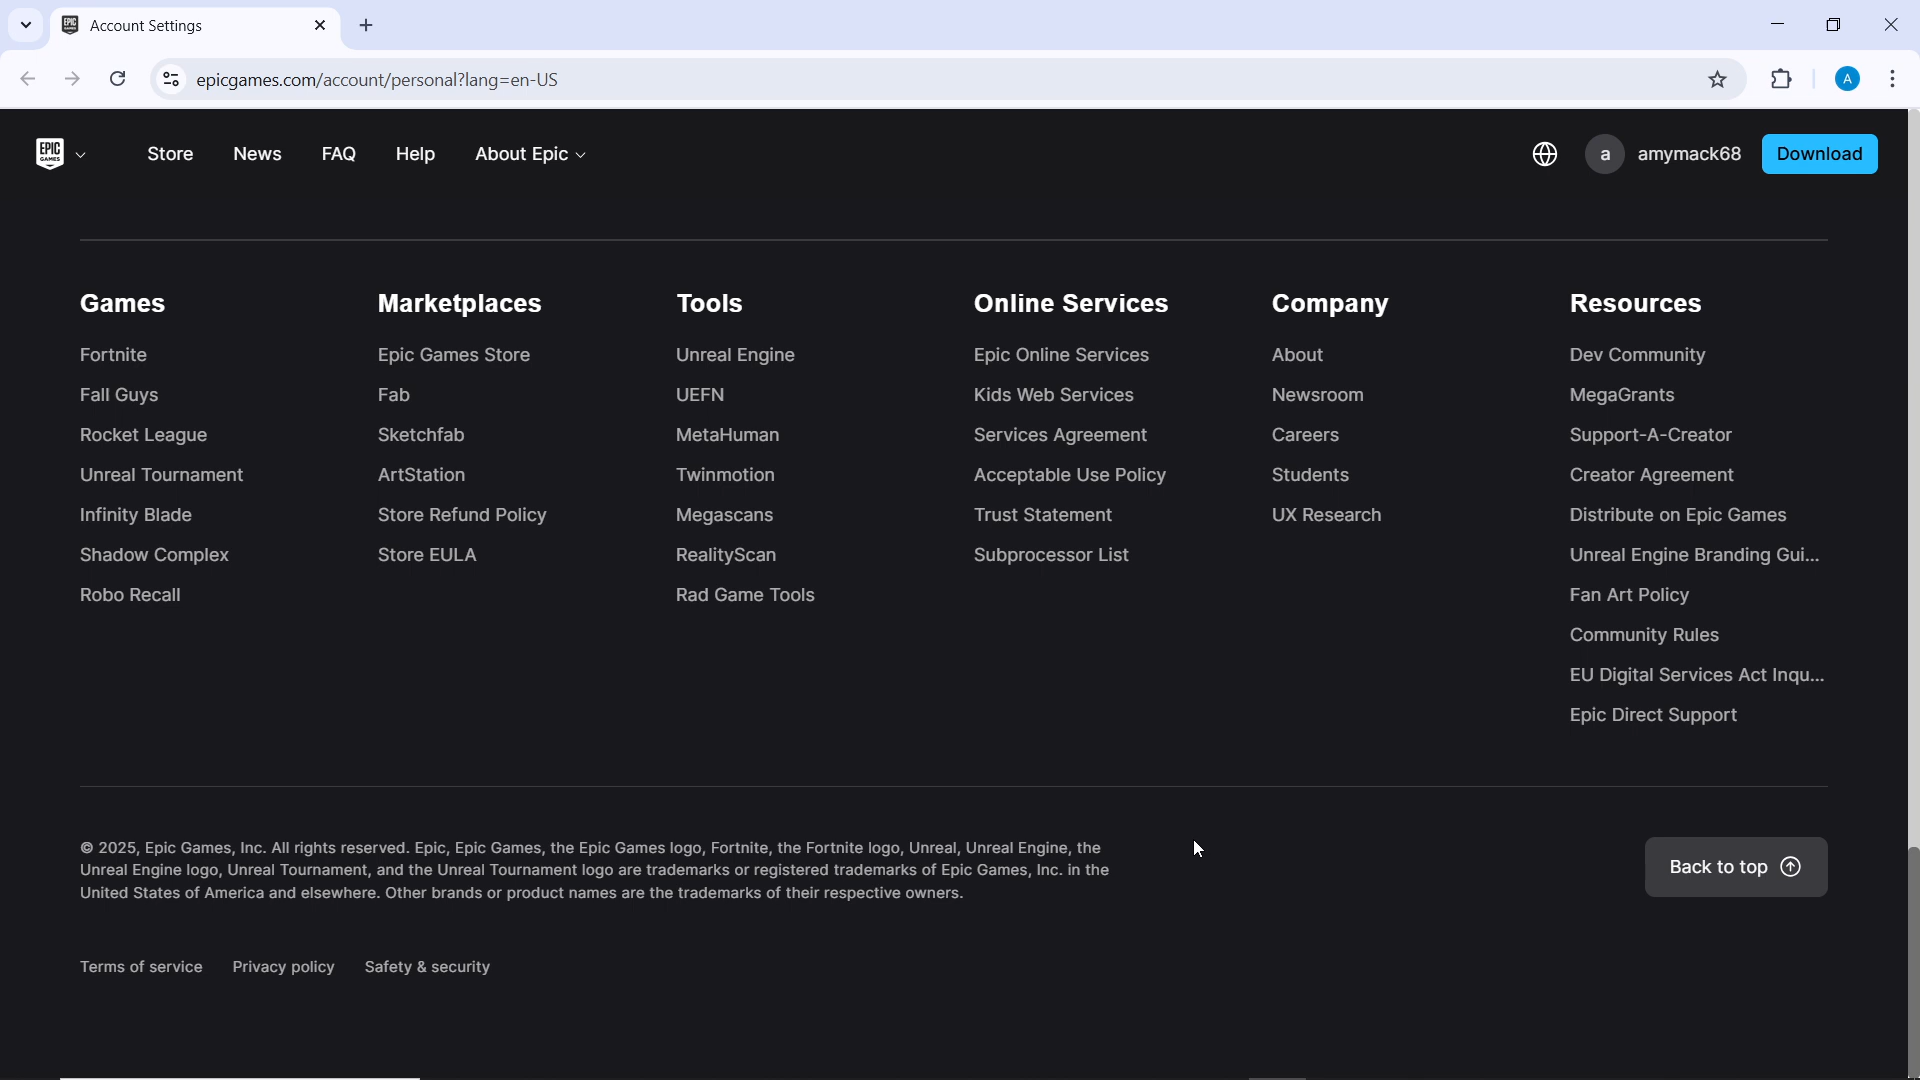 Account Settings
epicgames.com/account/personal?lang=en-US
A
EPIC GAMES
Store
News
FAQ
Help
About Epic
a
amymack68
Download
Games
Fortnite
Fall Guys
Rocket League
Unreal Tournament
Infinity Blade
Shadow Complex
Robo Recall
Marketplaces
Epic Games Store
Fab
Sketchfab
ArtStation
Store Refund Policy
Store EULA
Tools
Unreal Engine
UEFN
MetaHuman
Twinmotion
Megascans
RealityScan
Rad Game Tools
Online Services
Epic Online Services
Kids Web Services
Services Agreement
Acceptable Use Policy
Trust Statement
Subprocessor List
Company
About
Newsroom
Careers
Students
UX Research
Resources
Dev Community
MegaGrants
Support-A-Creator
Creator Agreement
Distribute on Epic Games
Unreal Engine Branding Gui...
Fan Art Policy
Community Rules
EU Digital Services Act Inqu...
Epic Direct Support
© 2025, Epic Games, Inc. All rights reserved. Epic, Epic Games, the Epic Games logo, Fortnite, the Fortnite logo, Unreal, Unreal Engine, the
Unreal Engine logo, Unreal Tournament, and the Unreal Tournament logo are trademarks or registered trademarks of Epic Games, Inc. in the
United States of America and elsewhere. Other brands or product names are the trademarks of their respective owners.
Back to top
Terms of service
Privacy policy
Safety & security